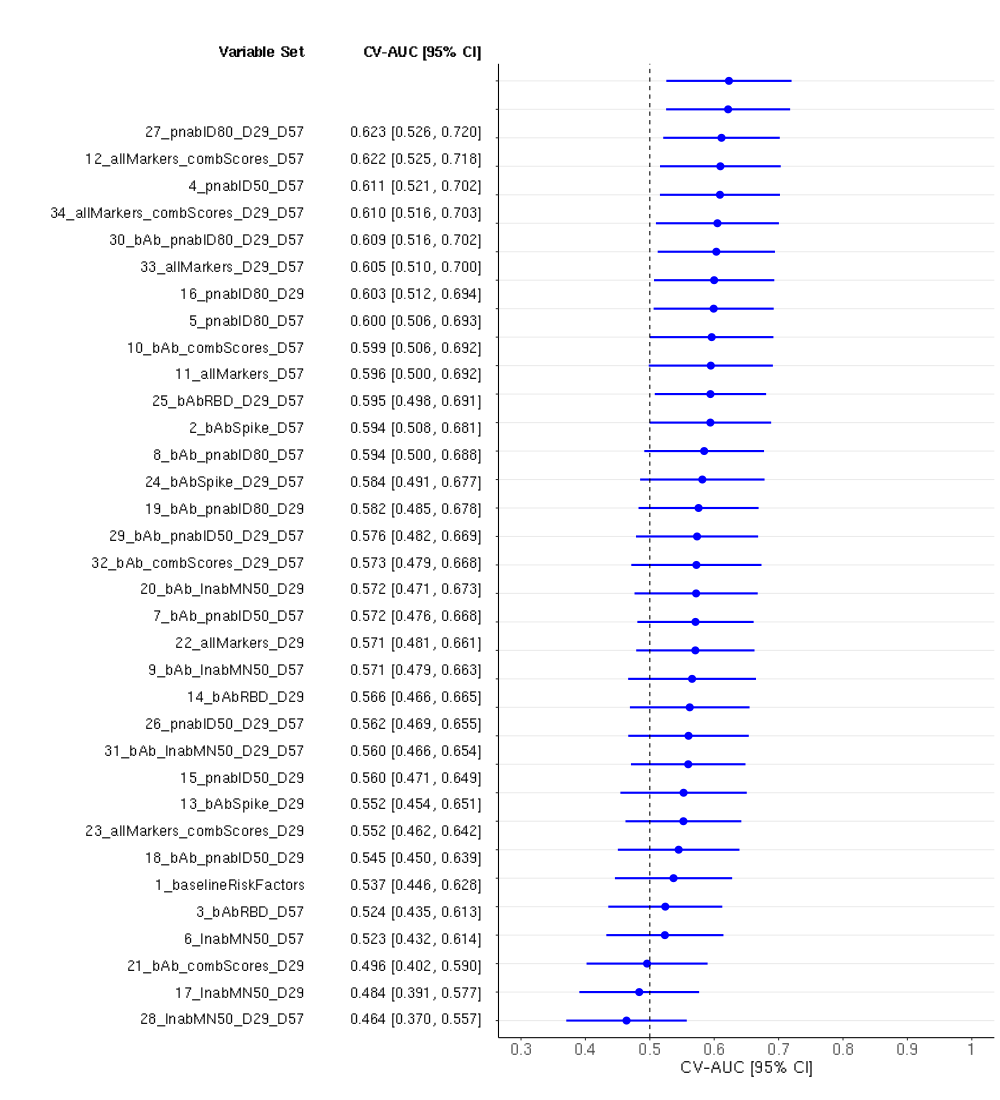 Variable Set CV-AUC [95% CI]
27_pnabID80_D29_D57 0.623 [0.526, 0.720]
12_allMarkers_combScores_D57 0.622 [0.525, 0.718]
4_pnabID50_D57 0.611 [0.521, 0.702]
34_allMarkers_combScores_D29_D57 0.610 [0.516, 0.703]
30_bAb_pnabID80_D29_D57 0.609 [0.516, 0.702]
33_allMarkers_D29_D57 0.605 [0.510, 0.700]
16_pnabID80_D29 0.603 [0.512, 0.694]
5_pnabID80_D57 0.600 [0.506, 0.693]
10_bAb_combScores_D57 0.599 [0.506, 0.692]
11_allMarkers_D57 0.596 [0.500, 0.692]
25_bAbRBD_D29_D57 0.595 [0.498, 0.691]
2_bAbSpike_D57 0.594 [0.508, 0.681]
8_bAb_pnabID80_D57 0.594 [0.500, 0.688]
24_bAbSpike_D29_D57 0.584 [0.491, 0.677]
19_bAb_pnabID80_D29 0.582 [0.485, 0.678]
29_bAb_pnabID50_D29_D57 0.576 [0.482, 0.669]
32_bAb_combScores_D29_D57 0.573 [0.479, 0.668]
20_bAb_lnabMN50_D29 0.572 [0.471, 0.673]
7_bAb_pnabID50_D57 0.572 [0.476, 0.668]
22_allMarkers_D29 0.571 [0.481, 0.661]
9_bAb_lnabMN50_D57 0.571 [0.479, 0.663]
14_bAbRBD_D29 0.566 [0.466, 0.665]
26_pnabID50_D29_D57 0.562 [0.469, 0.655]
31_bAb_lnabMN50_D29_D57 0.560 [0.466, 0.654]
15_pnabID50_D29 0.560 [0.471, 0.649]
13_bAbSpike_D29 0.552 [0.454, 0.651]
23_allMarkers_combScores_D29 0.552 [0.462, 0.642]
18_bAb_pnabID50_D29 0.545 [0.450, 0.639]
1_baselineRiskFactors 0.537 [0.446, 0.628]
3_bAbRBD_D57 0.524 [0.435, 0.613]
6_lnabMN50_D57 0.523 [0.432, 0.614]
21_bAb_combScores_D29 0.496 [0.402, 0.590]
17_lnabMN50_D29 0.484 [0.391, 0.577]
28_lnabMN50_D29_D57 0.464 [0.370, 0.557]
0.3 0.4 0.5 0.6 0.7 0.8 0.9 1
CV-AUC [95% CI]